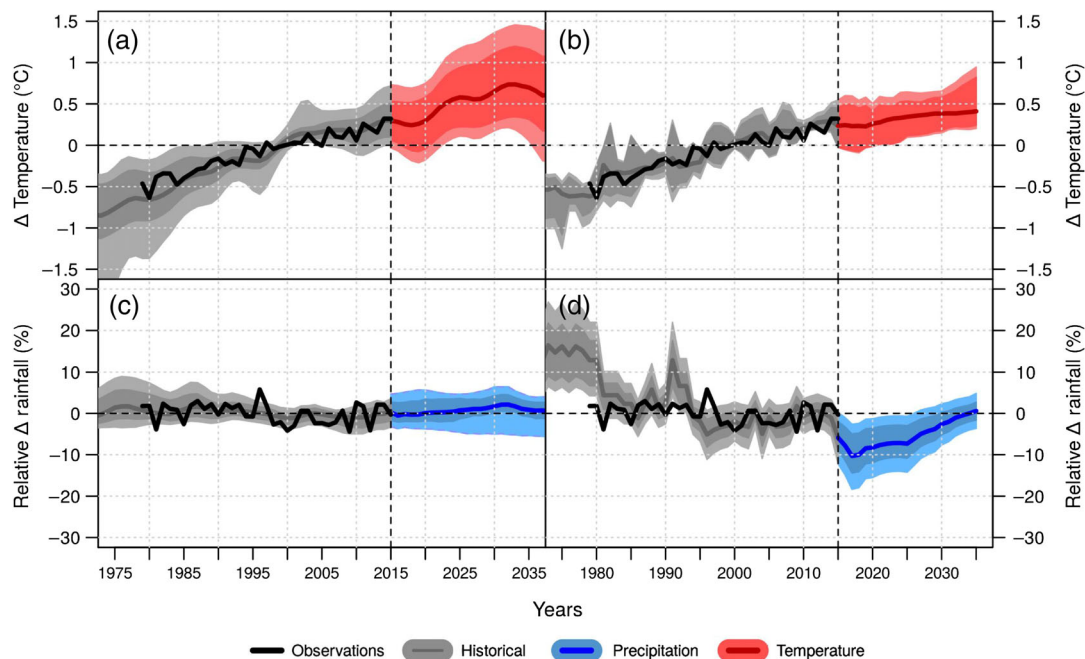 (a)
(b)
1.5
1
0.5
0
−0.5
−1
−1.5
Δ Temperature (°C)
1.5
1
0.5
0
−0.5
−1
−1.5
Δ Temperature (°C)
(c)
(d)
30
20
10
0
−10
−20
−30
Relative Δ rainfall (%)
30
20
10
0
−10
−20
−30
Relative Δ rainfall (%)
1975 1985 1995 2005 2015 2025 2035 1980 1990 2000 2010 2020 2030
Years
Observations Historical Precipitation Temperature